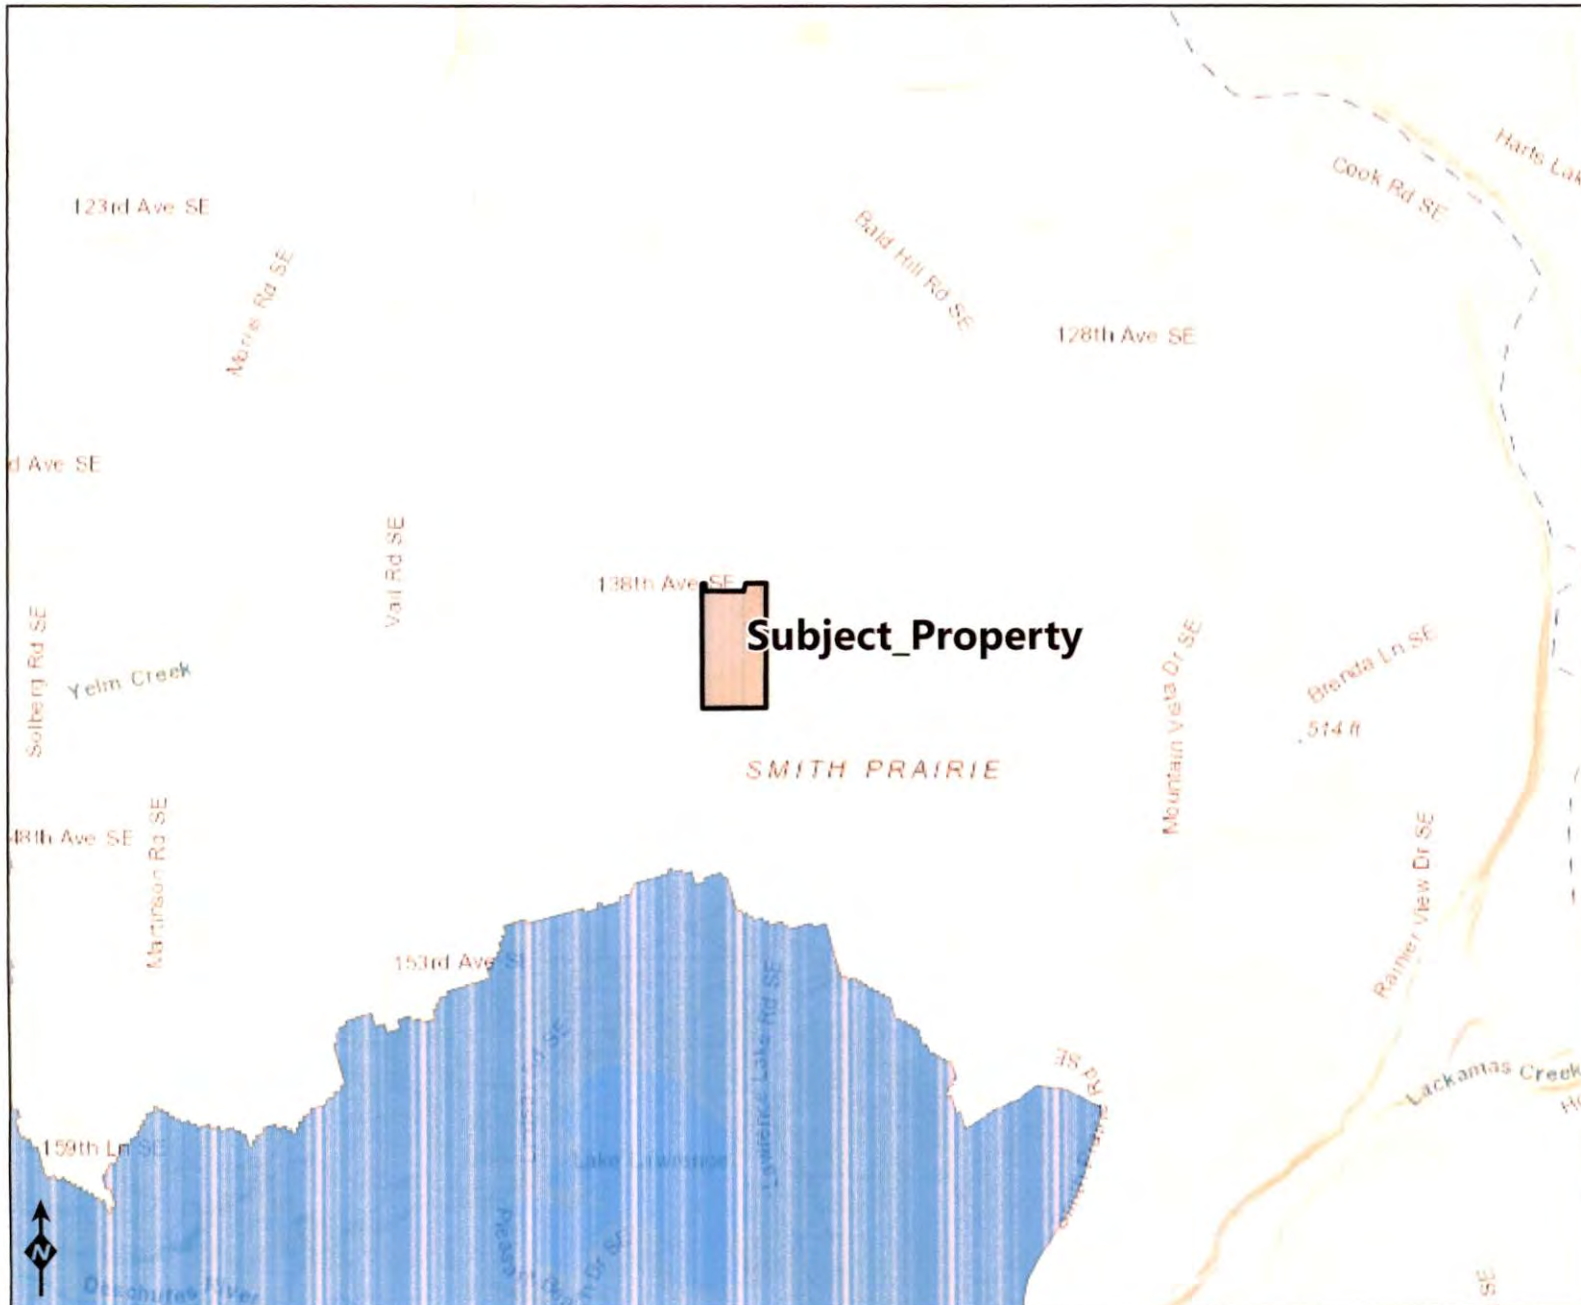 Harts Lak
Cook Rd SE
123rd Ave SE
Bald Hill Rd SE
Morris Rd SE
128th Ave SE
d Ave SE
Vail Rd SE
138th Ave SE
Subject_Property
Solberg Rd SE
Yelm Creek
Mountain Vista Dr SE
Brenda Ln SE
514 ft
SMITH PRAIRIE
48th Ave SE
Martinson Rd SE
Rainier View Dr SE
153rd Ave SE
Lawrence Lake Rd SE
Rd SE
Lackamas Creek
159th Ln SE
Lake Lawrence
N
Deschutes River
SE